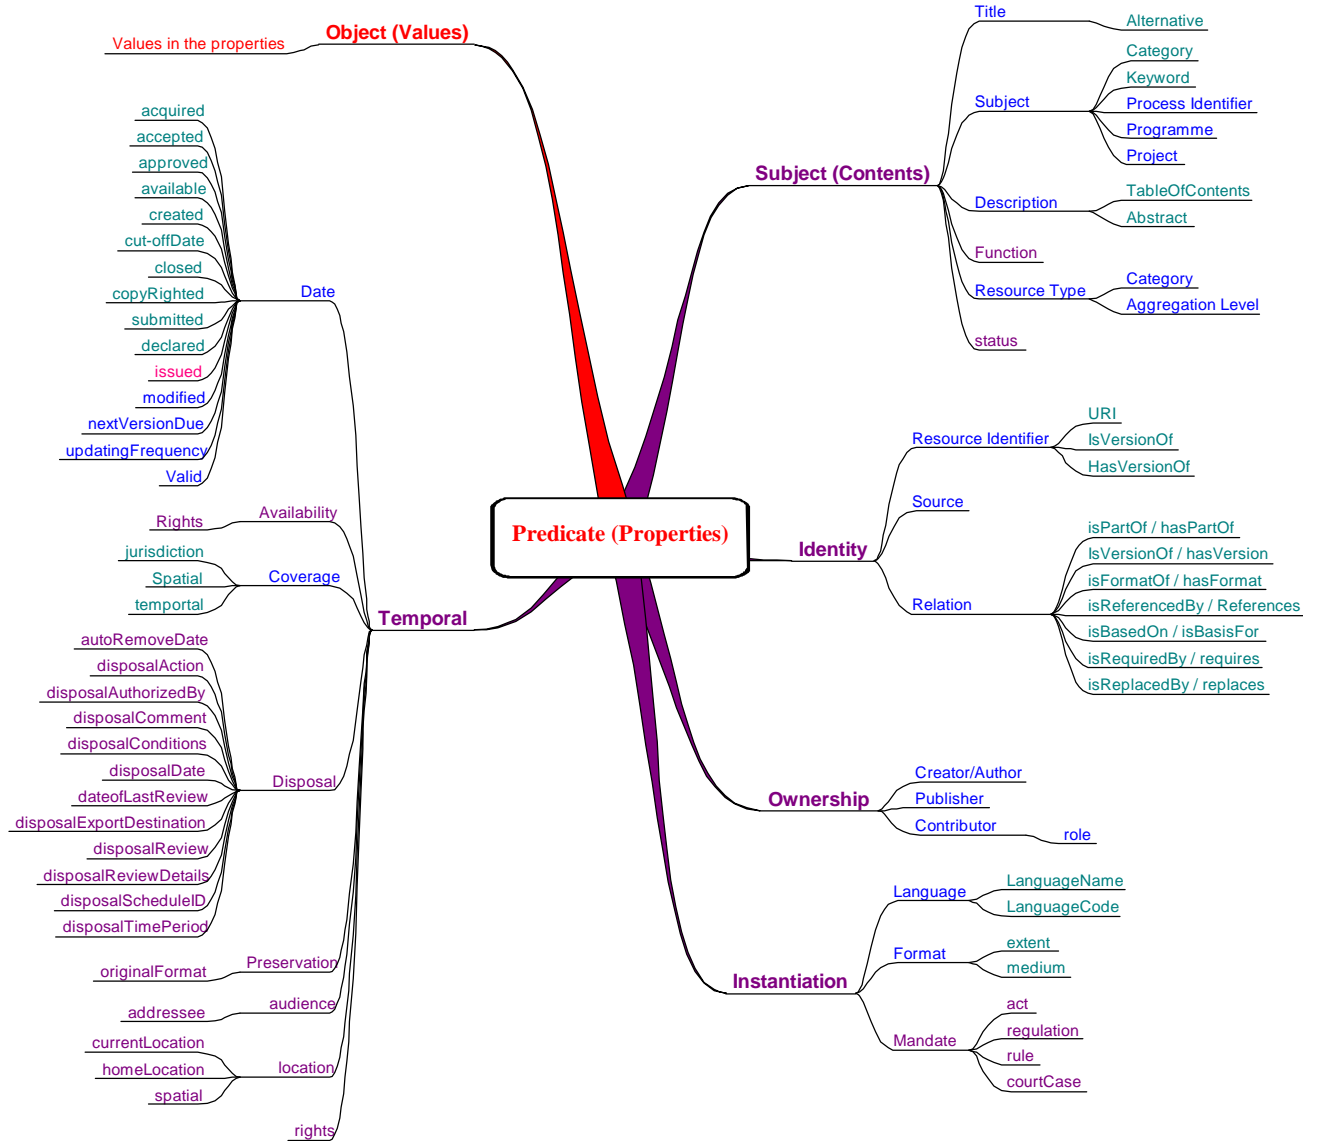 Object (Values)
Values in the properties
Predicate (Properties)
Subject (Contents)
Title
Alternative
Subject
Category
Keyword
Process Identifier
Programme
Project
Description
TableOfContents
Abstract
Function
Resource Type
Category
Aggregation Level
status
Identity
Resource Identifier
URI
IsVersionOf
HasVersionOf
Source
Relation
isPartOf / hasPartOf
IsVersionOf / hasVersion
isFormatOf / hasFormat
isReferencedBy / References
isBasedOn / isBasisFor
isRequiredBy / requires
isReplacedBy / replaces
Ownership
Creator/Author
Publisher
Contributor
role
Instantiation
Language
LanguageName
LanguageCode
Format
extent
medium
Mandate
act
regulation
rule
courtCase
Temporal
Date
acquired
accepted
approved
available
created
cut-offDate
closed
copyRighted
submitted
declared
issued
modified
nextVersionDue
updatingFrequency
Valid
Availability
Rights
Coverage
jurisdiction
Spatial
temportal
Disposal
autoRemoveDate
disposalAction
disposalAuthorizedBy
disposalComment
disposalConditions
disposalDate
dateofLastReview
disposalExportDestination
disposalReview
disposalReviewDetails
disposalScheduleID
disposalTimePeriod
Preservation
originalFormat
audience
addressee
location
currentLocation
homeLocation
spatial
rights